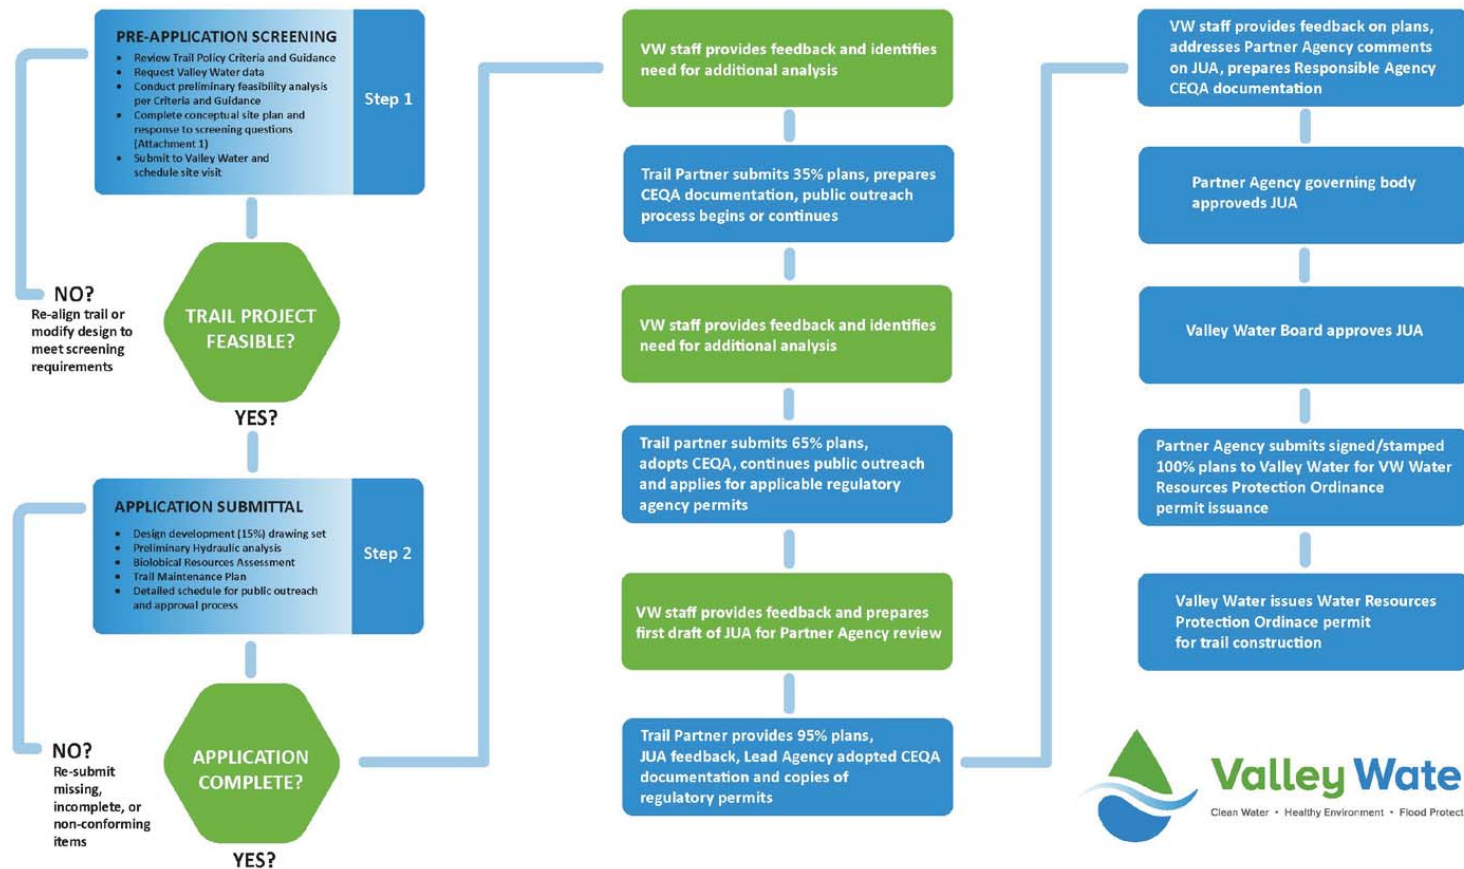 PRE-APPLICATION SCREENING
• Review Trail Policy Criteria and Guidance
• Request Valley Water data
• Conduct preliminary feasibility analysis
per Criteria and Guidance
• Complete conceptual site plan and
response to screening questions
(Attachment 1)
• Submit to Valley Water and
schedule site visit
Step 1
NO?
Re-align trail or
modify design to
meet screening
requirements
TRAIL PROJECT
FEASIBLE?
YES?
APPLICATION SUBMITTAL
• Design development (15%) drawing set
• Preliminary Hydraulic analysis
• Biolobical Resources Assessment
• Trail Maintenance Plan
• Detailed schedule for public outreach
and approval process
Step 2
NO?
Re-submit
missing,
incomplete, or
non-conforming
items
APPLICATION
COMPLETE?
YES?
VW staff provides feedback and identifies
need for additional analysis
Trail Partner submits 35% plans, prepares
CEQA documentation, public outreach
process begins or continues
VW staff provides feedback and identifies
need for additional analysis
Trail partner submits 65% plans,
adopts CEQA, continues public outreach
and applies for applicable regulatory
agency permits
VW staff provides feedback and prepares
first draft of JUA for Partner Agency review
Trail Partner provides 95% plans,
JUA feedback, Lead Agency adopted CEQA
documentation and copies of
regulatory permits
VW staff provides feedback on plans,
addresses Partner Agency comments
on JUA, prepares Responsible Agency
CEQA documentation
Partner Agency governing body
approveds JUA
Valley Water Board approves JUA
Partner Agency submits signed/stamped
100% plans to Valley Water for VW Water
Resources Protection Ordinance
permit issuance
Valley Water issues Water Resources
Protection Ordinace permit
for trail construction
Valley Wate
Clean Water • Healthy Environment • Flood Protect